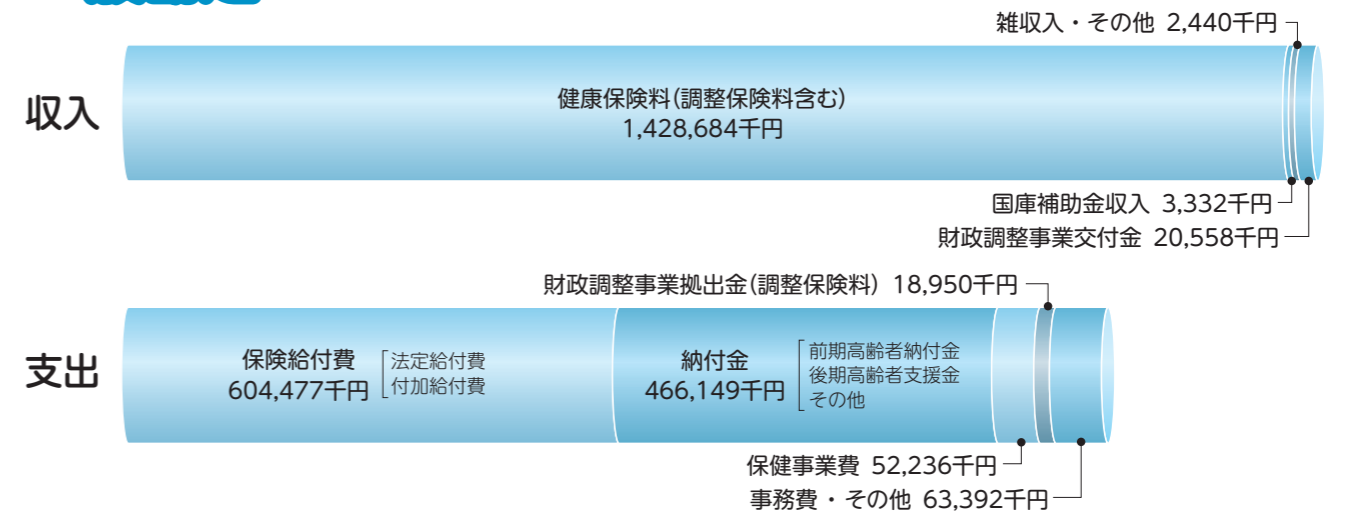 雑収入・その他 2,440千円
収入
健康保険料(調整保険料含む)
1,428,684千円
国庫補助金収入 3,332千円
財政調整事業交付金 20,558千円
財政調整事業拠出金(調整保険料) 18,950千円
支出
保険給付費
604,477千円
法定給付費
付加給付費
納付金
466,149千円
前期高齢者納付金
後期高齢者支援金
その他
保健事業費 52,236千円
事務費・その他 63,392千円